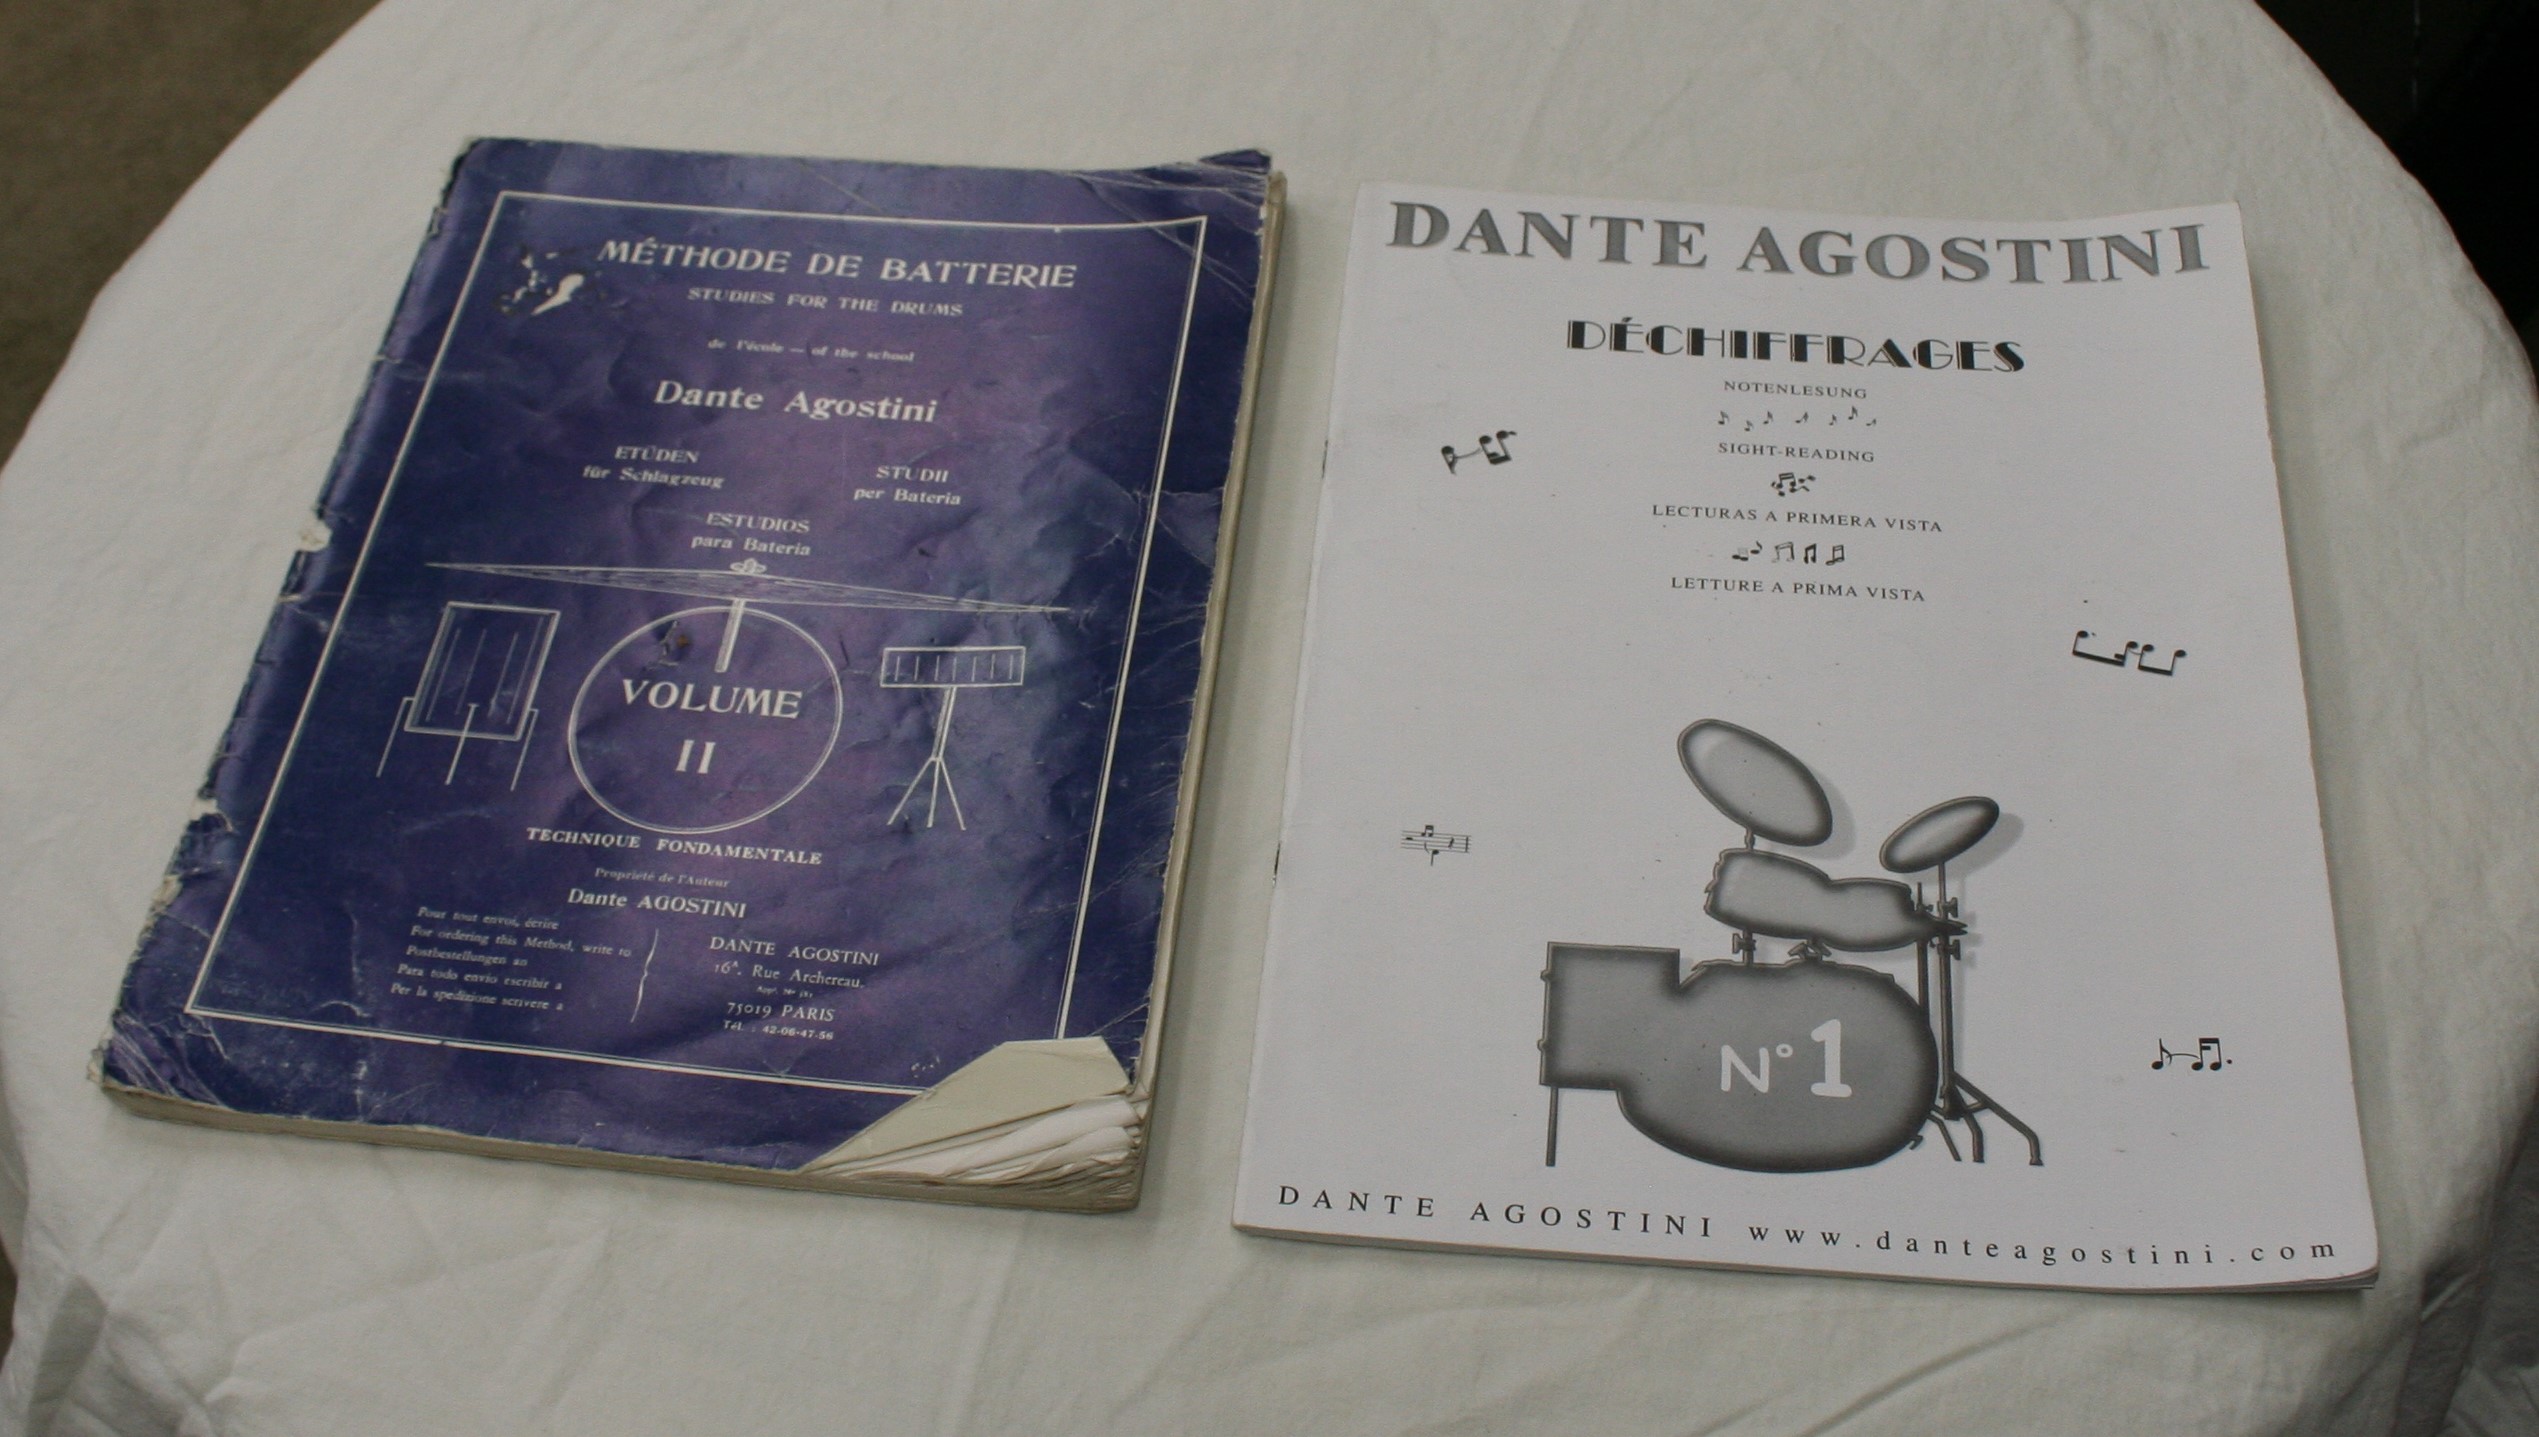 MÉTHODE DE BATTERIE
STUDIES FOR THE DRUMS
de l'école — of the school
Dante Agostini
ETÜDEN
für Schlagzeug
STUDII
per Bateria
ESTUDIOS
para Bateria
VOLUME
II
TECHNIQUE FONDAMENTALE
Propriété de l'Auteur
Dante AGOSTINI
Pour tout envoi, écrire
For ordering this Method, write to
Postbestellungen an
Para todo envio escribir a
Per la spedizione scrivere a
DANTE AGOSTINI
16A. Rue Archereau.
75019 PARIS
Tél. : 42-06-47-56
DANTE AGOSTINI
DÉCHIFFRAGES
NOTENLESUNG
SIGHT-READING
LECTURAS A PRIMERA VISTA
LETTURE A PRIMA VISTA
N° 1
DANTE AGOSTINI www.danteagostini.com